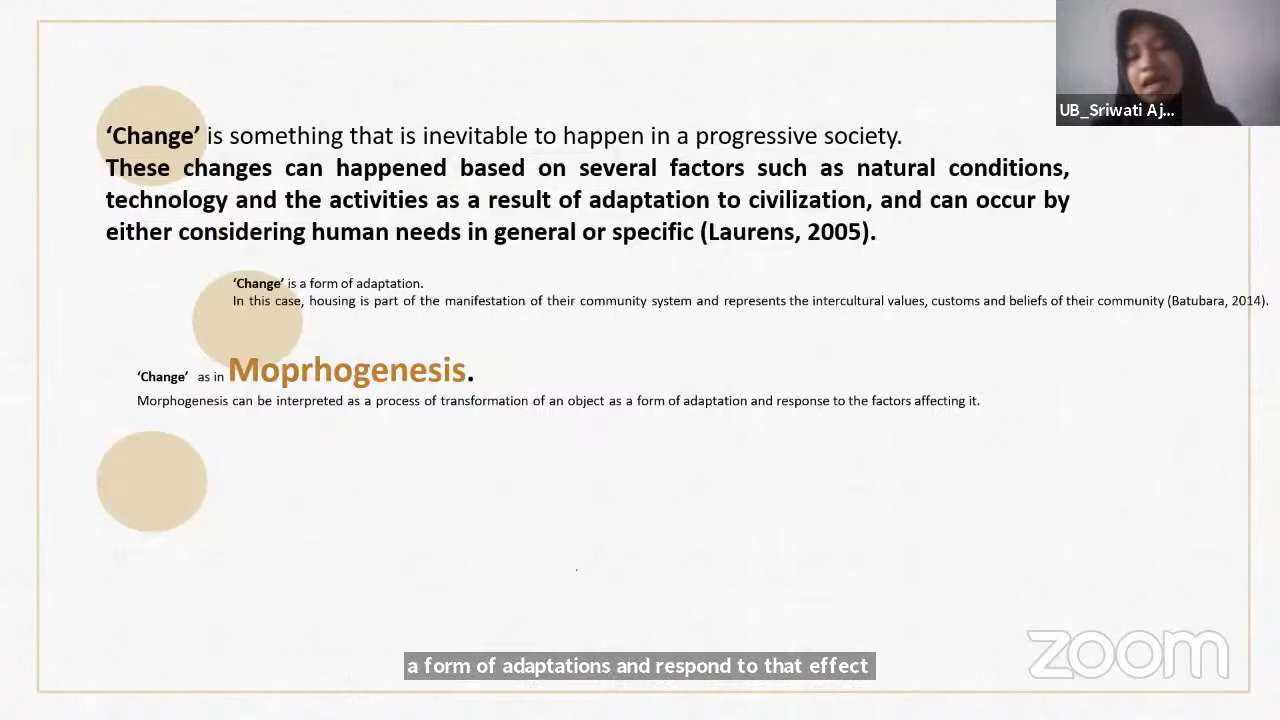 UB_Sriwati Aj...
‘Change’ is something that is inevitable to happen in a progressive society.
These changes can happened based on several factors such as natural conditions,
technology and the activities as a result of adaptation to civilization, and can occur by
either considering human needs in general or specific (Laurens, 2005).
‘Change’ is a form of adaptation.
In this case, housing is part of the manifestation of their community system and represents the intercultural values, customs and beliefs of their community (Batubara, 2014).
‘Change’ as in Moprhogenesis.
Morphogenesis can be interpreted as a process of transformation of an object as a form of adaptation and response to the factors affecting it.
a form of adaptations and respond to that effect
zoom